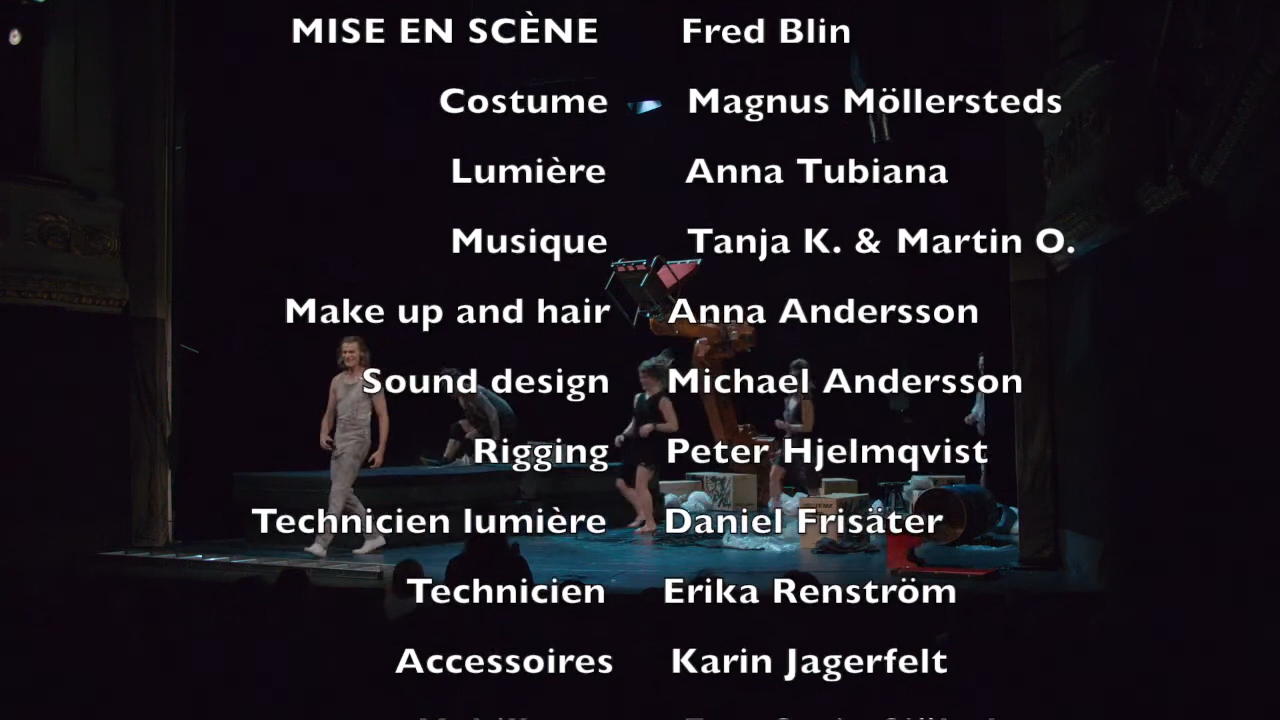 MISE EN SCÈNE Fred Blin
Costume Magnus Möllersteds
Lumière Anna Tubiana
Musique Tanja K. & Martin O.
Make up and hair Anna Andersson
Sound design Michael Andersson
Rigging Peter Hjelmqvist
Technicien lumière Daniel Frisäter
Technicien Erika Renström
Accessoires Karin Jagerfelt